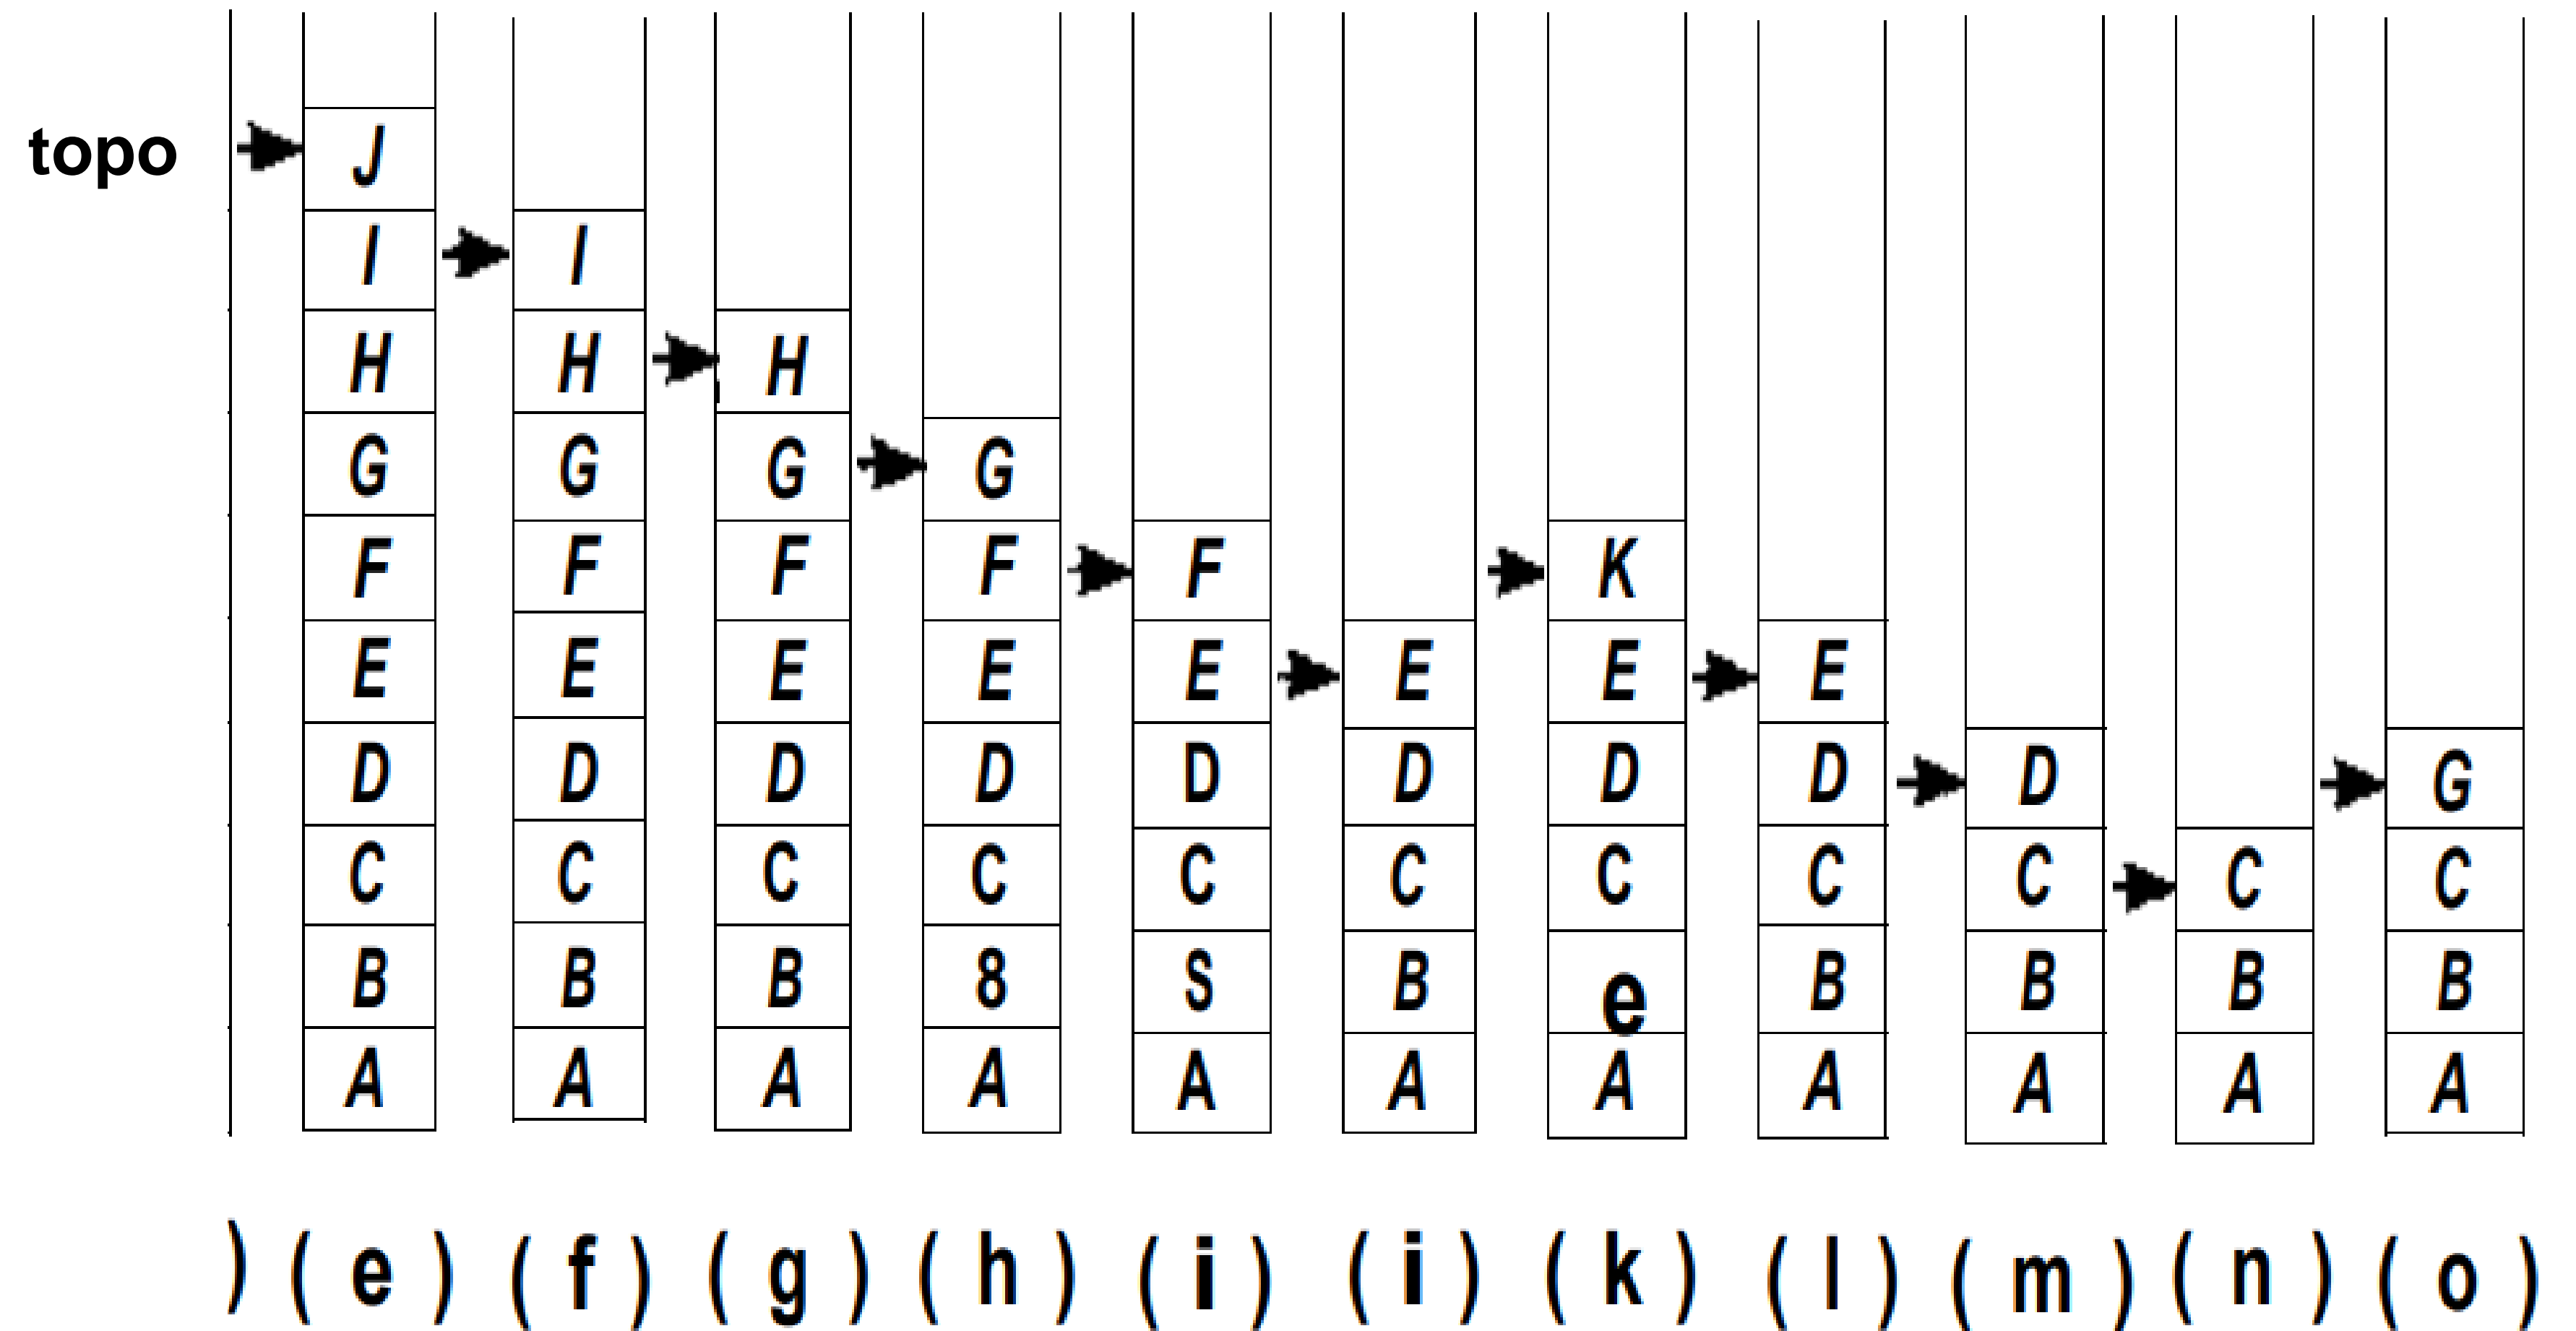 topo J
I I
H H H
G G G G
F F F F F K
E E E E E E E E
D D D D D D D D D G
C C C C C C C C C C C
B B B 8 S B e B B B B
A A A A A A A A A A A
) ( e ) ( f ) ( g ) ( h ) ( i ) ( i ) ( k ) ( l ) ( m ) ( n ) ( o )